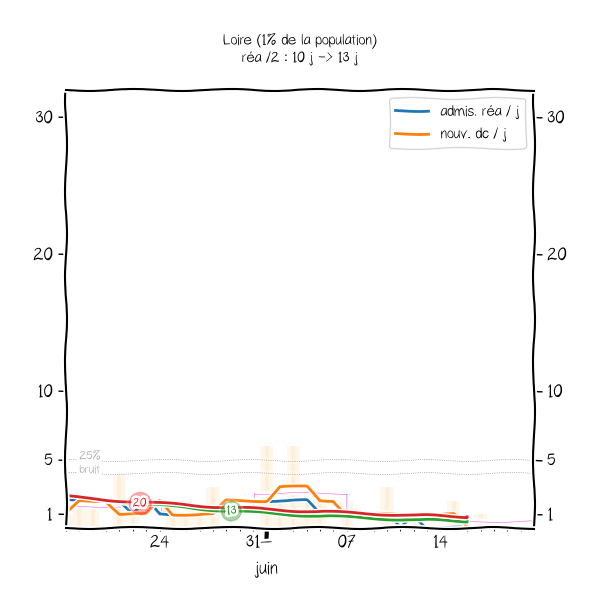 Loire (1% de la population)
réa /2 : 10 j -> 13 j
admis. réa / j
nouv. dc / j
30 30
20 20
10 10
5 5
25%
bruit
1 1
20
13
24 31 07 14
juin